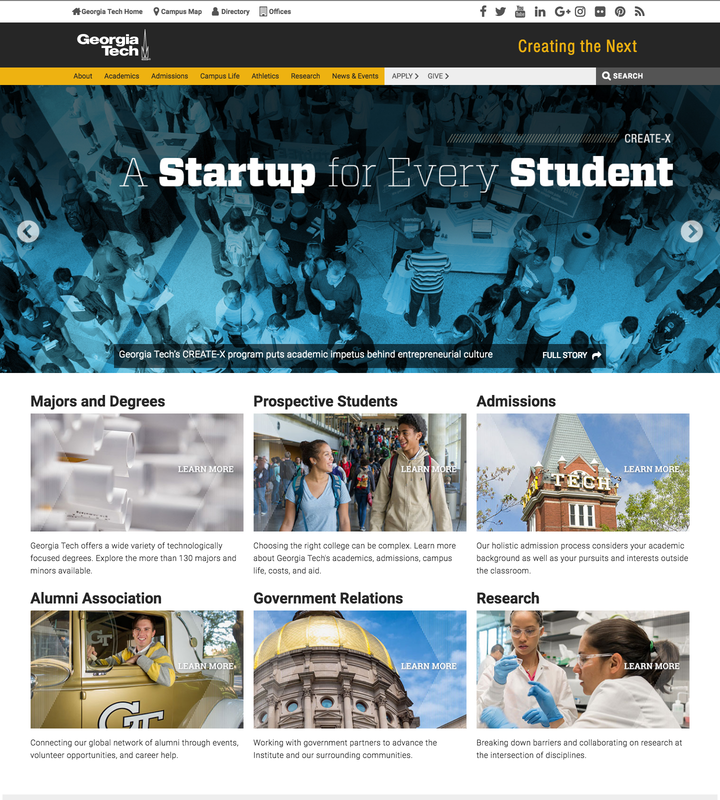 Georgia Tech Home Campus Map Directory Offices
Georgia
Tech
Creating the Next
About Academics Admissions Campus Life Athletics Research News & Events APPLY GIVE SEARCH
CREATE-X
A Startup for Every Student
Georgia Tech's CREATE-X program puts academic impetus behind entrepreneurial culture FULL STORY
Majors and Degrees
LEARN MORE
Georgia Tech offers a wide variety of technologically
focused degrees. Explore the more than 130 majors and
minors available.
Prospective Students
LEARN MORE
Choosing the right college can be complex. Learn more
about Georgia Tech's academics, admissions, campus
life, costs, and aid.
Admissions
TECH
LEARN MORE
Our holistic admission process considers your academic
background as well as your pursuits and interests outside
the classroom.
Alumni Association
GT
LEARN MORE
GT
Connecting our global network of alumni through events,
volunteer opportunities, and career help.
Government Relations
LEARN MORE
Working with government partners to advance the
Institute and our surrounding communities.
Research
LEARN MORE
Breaking down barriers and collaborating on research at
the intersection of disciplines.